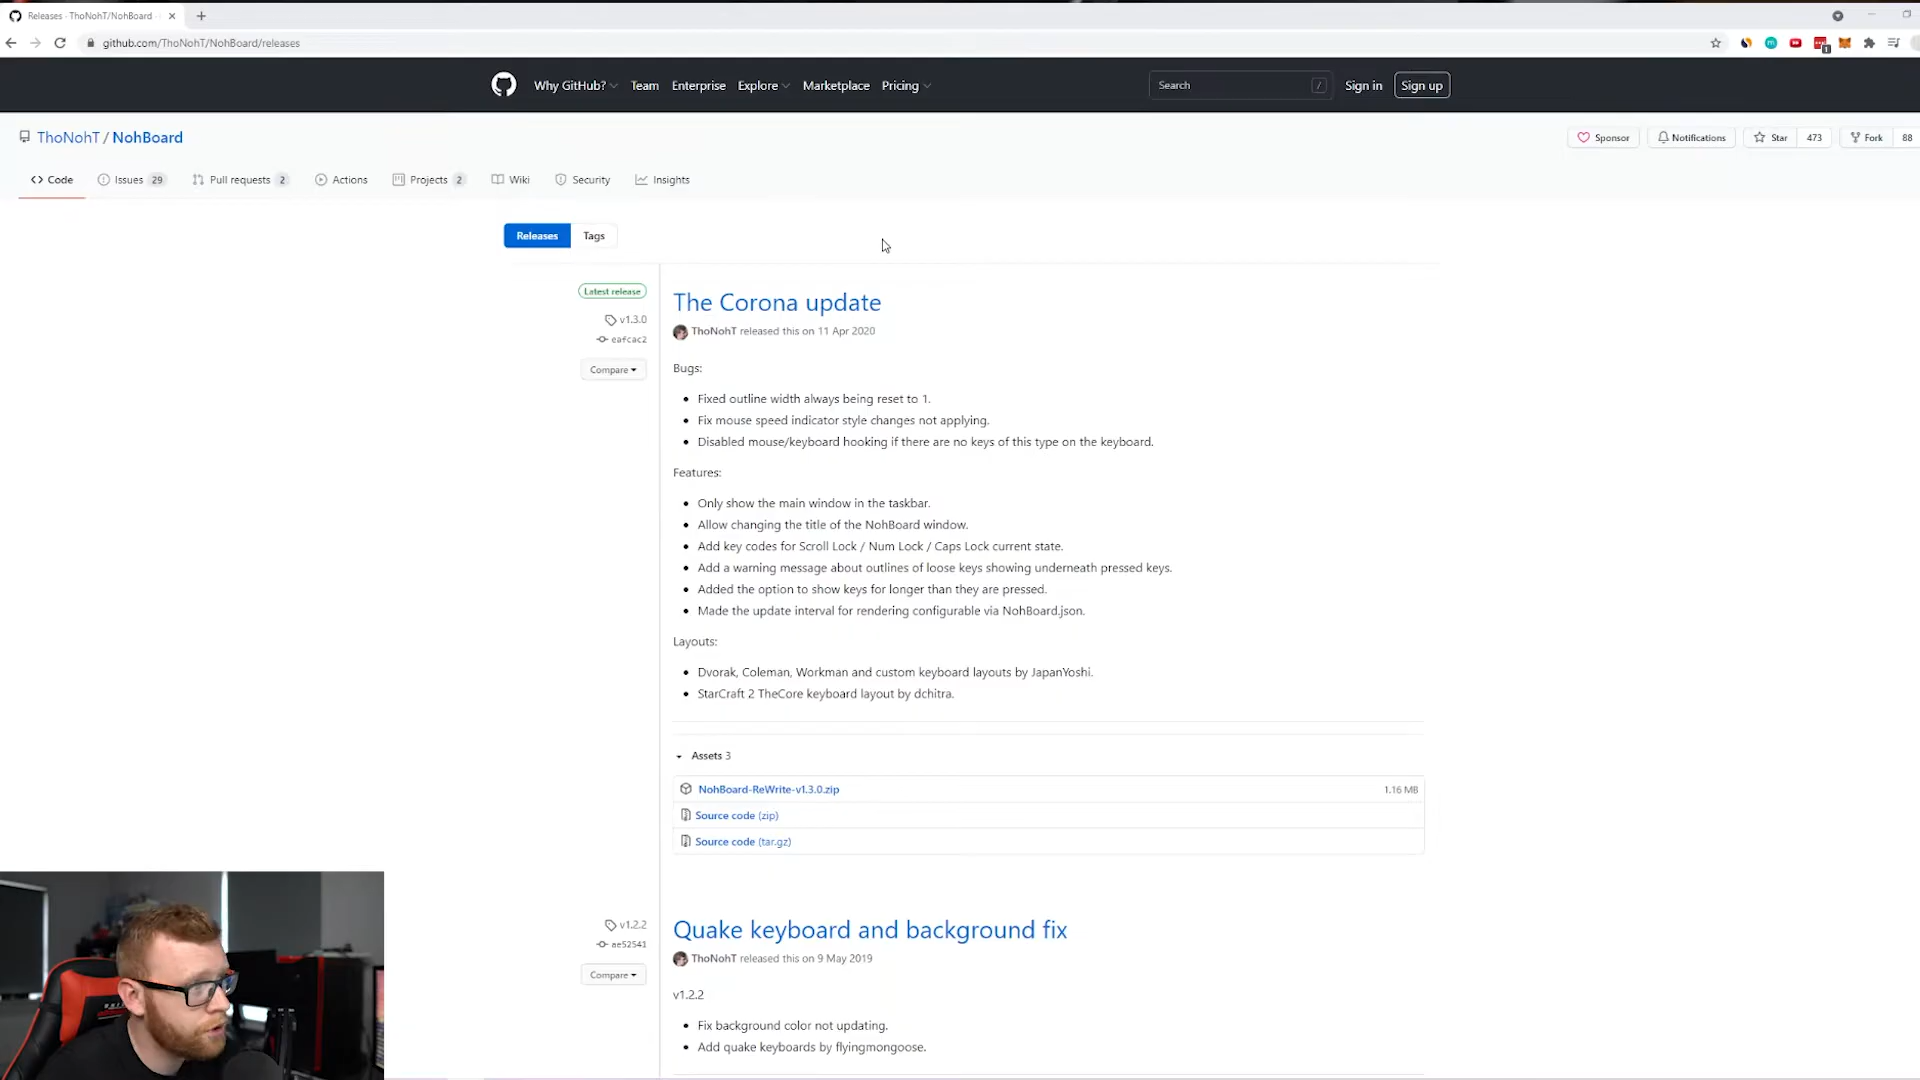 Releases · ThoNohT/NohBoard
github.com/ThoNohT/NohBoard/releases
1
Why GitHub? Team Enterprise Explore Marketplace Pricing
Search / Sign in Sign up
ThoNohT / NohBoard
Sponsor Notifications Star 473 Fork 88
Code Issues 29 Pull requests 2 Actions Projects 2 Wiki Security Insights
Releases Tags
Latest release
v1.3.0
eafcac2
Compare
The Corona update
ThoNohT released this on 11 Apr 2020
Bugs:
Fixed outline width always being reset to 1.
Fix mouse speed indicator style changes not applying.
Disabled mouse/keyboard hooking if there are no keys of this type on the keyboard.
Features:
Only show the main window in the taskbar.
Allow changing the title of the NohBoard window.
Add key codes for Scroll Lock / Num Lock / Caps Lock current state.
Add a warning message about outlines of loose keys showing underneath pressed keys.
Added the option to show keys for longer than they are pressed.
Made the update interval for rendering configurable via NohBoard.json.
Layouts:
Dvorak, Coleman, Workman and custom keyboard layouts by JapanYoshi.
StarCraft 2 TheCore keyboard layout by dchitra.
Assets 3
NohBoard-ReWrite-v1.3.0.zip 1.16 MB
Source code (zip)
Source code (tar.gz)
v1.2.2
ae52541
Compare
Quake keyboard and background fix
ThoNohT released this on 9 May 2019
v1.2.2
Fix background color not updating.
Add quake keyboards by flyingmongoose.